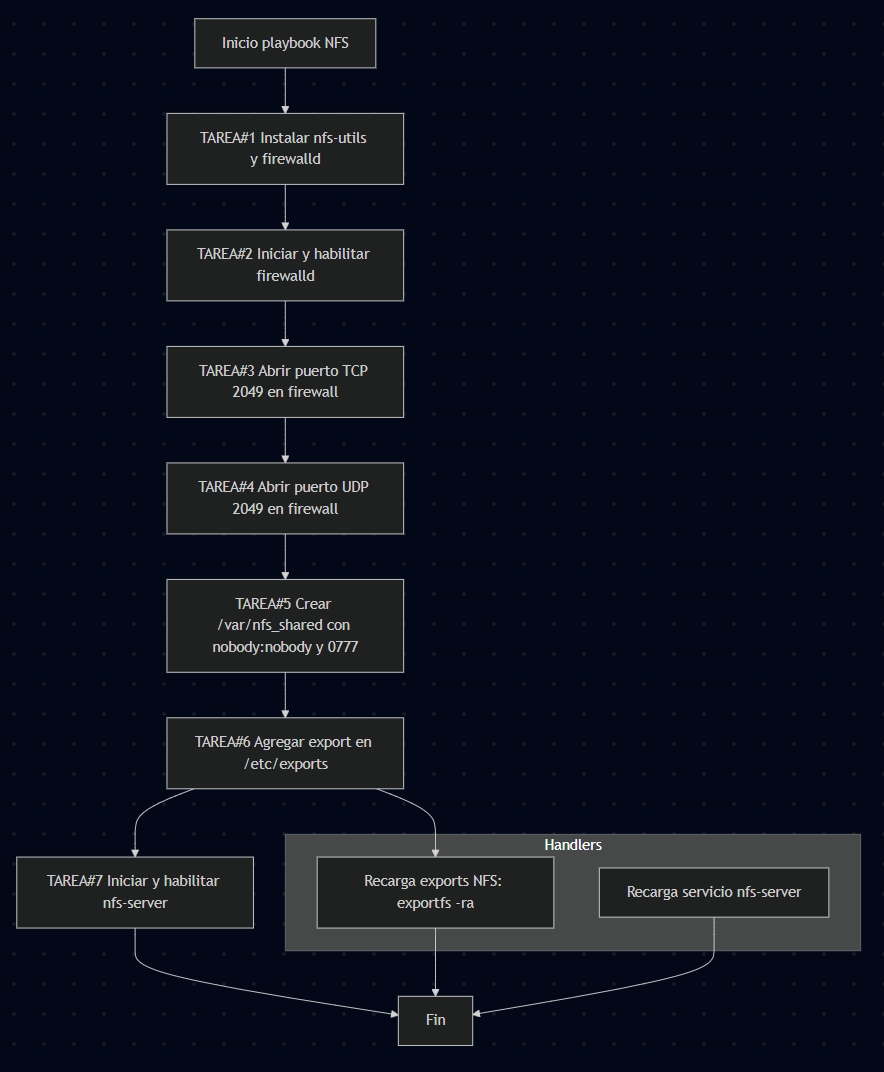 Inicio playbook NFS
TAREA#1 Instalar nfs-utils
y firewalld
TAREA#2 Iniciar y habilitar
firewalld
TAREA#3 Abrir puerto TCP
2049 en firewall
TAREA#4 Abrir puerto UDP
2049 en firewall
TAREA#5 Crear
/var/nfs_shared con
nobody:nobody y 0777
TAREA#6 Agregar export en
/etc/exports
TAREA#7 Iniciar y habilitar
nfs-server
Handlers
Recarga exports NFS:
exportfs -ra
Recarga servicio nfs-server
Fin